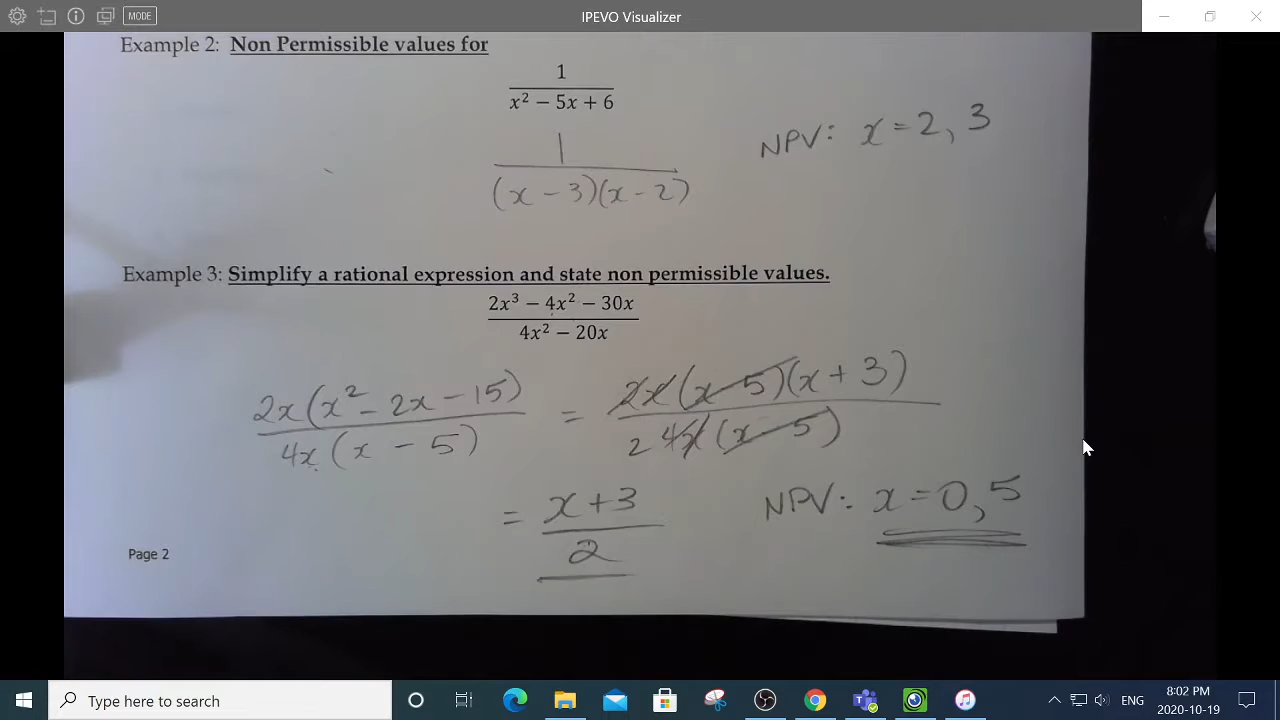 IPEVO Visualizer
MODE
Example 2: Non Permissible values for
1
x² − 5x + 6
1
(x − 3)(x − 2)
NPV: x = 2, 3
Example 3: Simplify a rational expression and state non permissible values.
2x³ − 4x² − 30x
4x² − 20x
2x(x² − 2x − 15) = 2x(x − 5)(x + 3)
4x(x − 5) 2 4x(x − 5)
= x + 3
2
NPV: x = 0, 5
Page 2
Type here to search
ENG
8:02 PM
2020-10-19